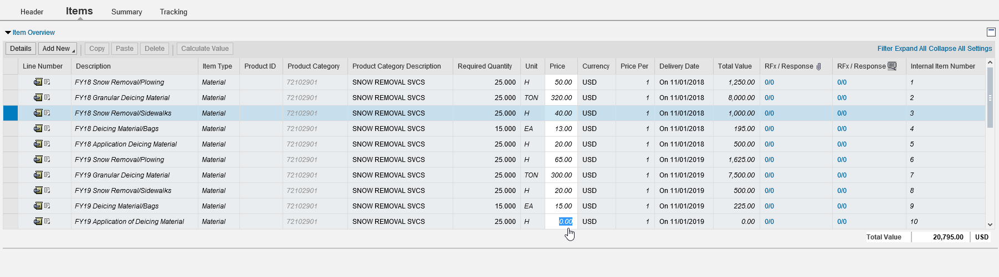 Header Items Summary Tracking
Item Overview
Details Add New Copy Paste Delete Calculate Value Filter Expand All Collapse All Settings
Line Number Description Item Type Product ID Product Category Product Category Description Required Quantity Unit Price Currency Price Per Delivery Date Total Value RFx / Response RFx / Response Internal Item Number
FY18 Snow Removal/Plowing Material 72102901 SNOW REMOVAL SVCS 25.000 H 50.00 USD 1 On 11/01/2018 1,250.00 0/0 0/0 1
FY18 Granular Deicing Material Material 72102901 SNOW REMOVAL SVCS 25.000 TON 320.00 USD 1 On 11/01/2018 8,000.00 0/0 0/0 2
FY18 Snow Removal/Sidewalks Material 72102901 SNOW REMOVAL SVCS 25.000 H 40.00 USD 1 On 11/01/2018 1,000.00 0/0 0/0 3
FY18 Deicing Material/Bags Material 72102901 SNOW REMOVAL SVCS 15.000 EA 13.00 USD 1 On 11/01/2018 195.00 0/0 0/0 4
FY18 Application Deicing Material Material 72102901 SNOW REMOVAL SVCS 25.000 H 20.00 USD 1 On 11/01/2018 500.00 0/0 0/0 5
FY19 Snow Removal/Plowing Material 72102901 SNOW REMOVAL SVCS 25.000 H 65.00 USD 1 On 11/01/2019 1,625.00 0/0 0/0 6
FY19 Granular Deicing Material Material 72102901 SNOW REMOVAL SVCS 25.000 TON 300.00 USD 1 On 11/01/2019 7,500.00 0/0 0/0 7
FY19 Snow Removal/Sidewalks Material 72102901 SNOW REMOVAL SVCS 25.000 H 20.00 USD 1 On 11/01/2019 500.00 0/0 0/0 8
FY19 Deicing Material/Bags Material 72102901 SNOW REMOVAL SVCS 15.000 EA 15.00 USD 1 On 11/01/2019 225.00 0/0 0/0 9
FY19 Application of Deicing Material Material 72102901 SNOW REMOVAL SVCS 25.000 H 0.00 USD 1 On 11/01/2019 0.00 0/0 0/0 10
Total Value 20,795.00 USD